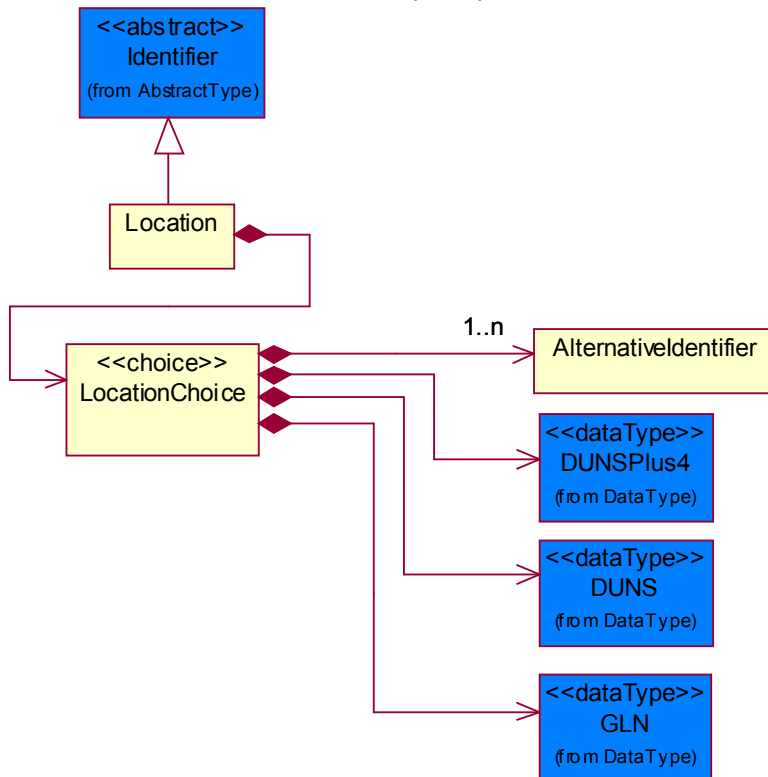 <<abstract>>
Identifier
(from AbstractType)
Location
1..n
<<choice>>
LocationChoice
AlternativeIdentifier
<<dataType>>
DUNSPlus4
(from DataType)
<<dataType>>
DUNS
(from DataType)
<<dataType>>
GLN
(from DataType)